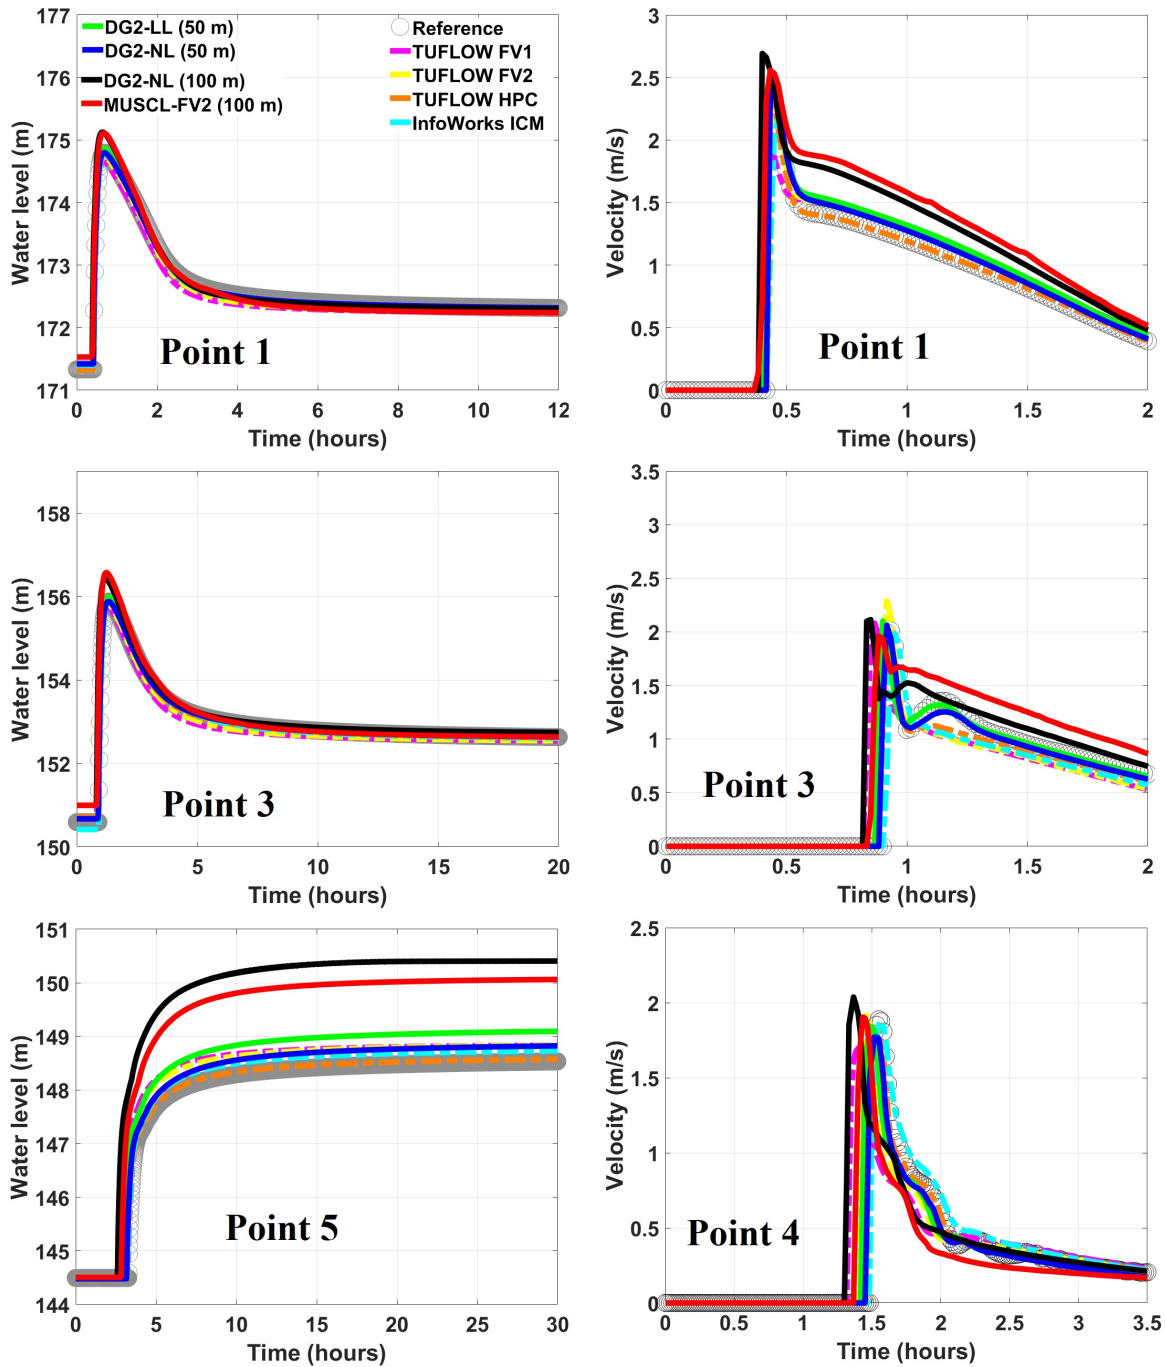 177
176
175
174
173
172
171
Water level (m)
DG2-LL (50 m)
DG2-NL (50 m)
DG2-NL (100 m)
MUSCL-FV2 (100 m)
Reference
TUFLOW FV1
TUFLOW FV2
TUFLOW HPC
InfoWorks ICM
Point 1
0 2 4 6 8 10 12
Time (hours)
3
2.5
2
1.5
1
0.5
0
Velocity (m/s)
Point 1
0 0.5 1 1.5 2
Time (hours)
158
156
154
152
150
Water level (m)
Point 3
0 5 10 15 20
Time (hours)
3.5
3
2.5
2
1.5
1
0.5
0
Velocity (m/s)
Point 3
0 0.5 1 1.5 2
Time (hours)
151
150
149
148
147
146
145
144
Water level (m)
Point 5
0 5 10 15 20 25 30
Time (hours)
2.5
2
1.5
1
0.5
0
Velocity (m/s)
Point 4
0 0.5 1 1.5 2 2.5 3 3.5
Time (hours)